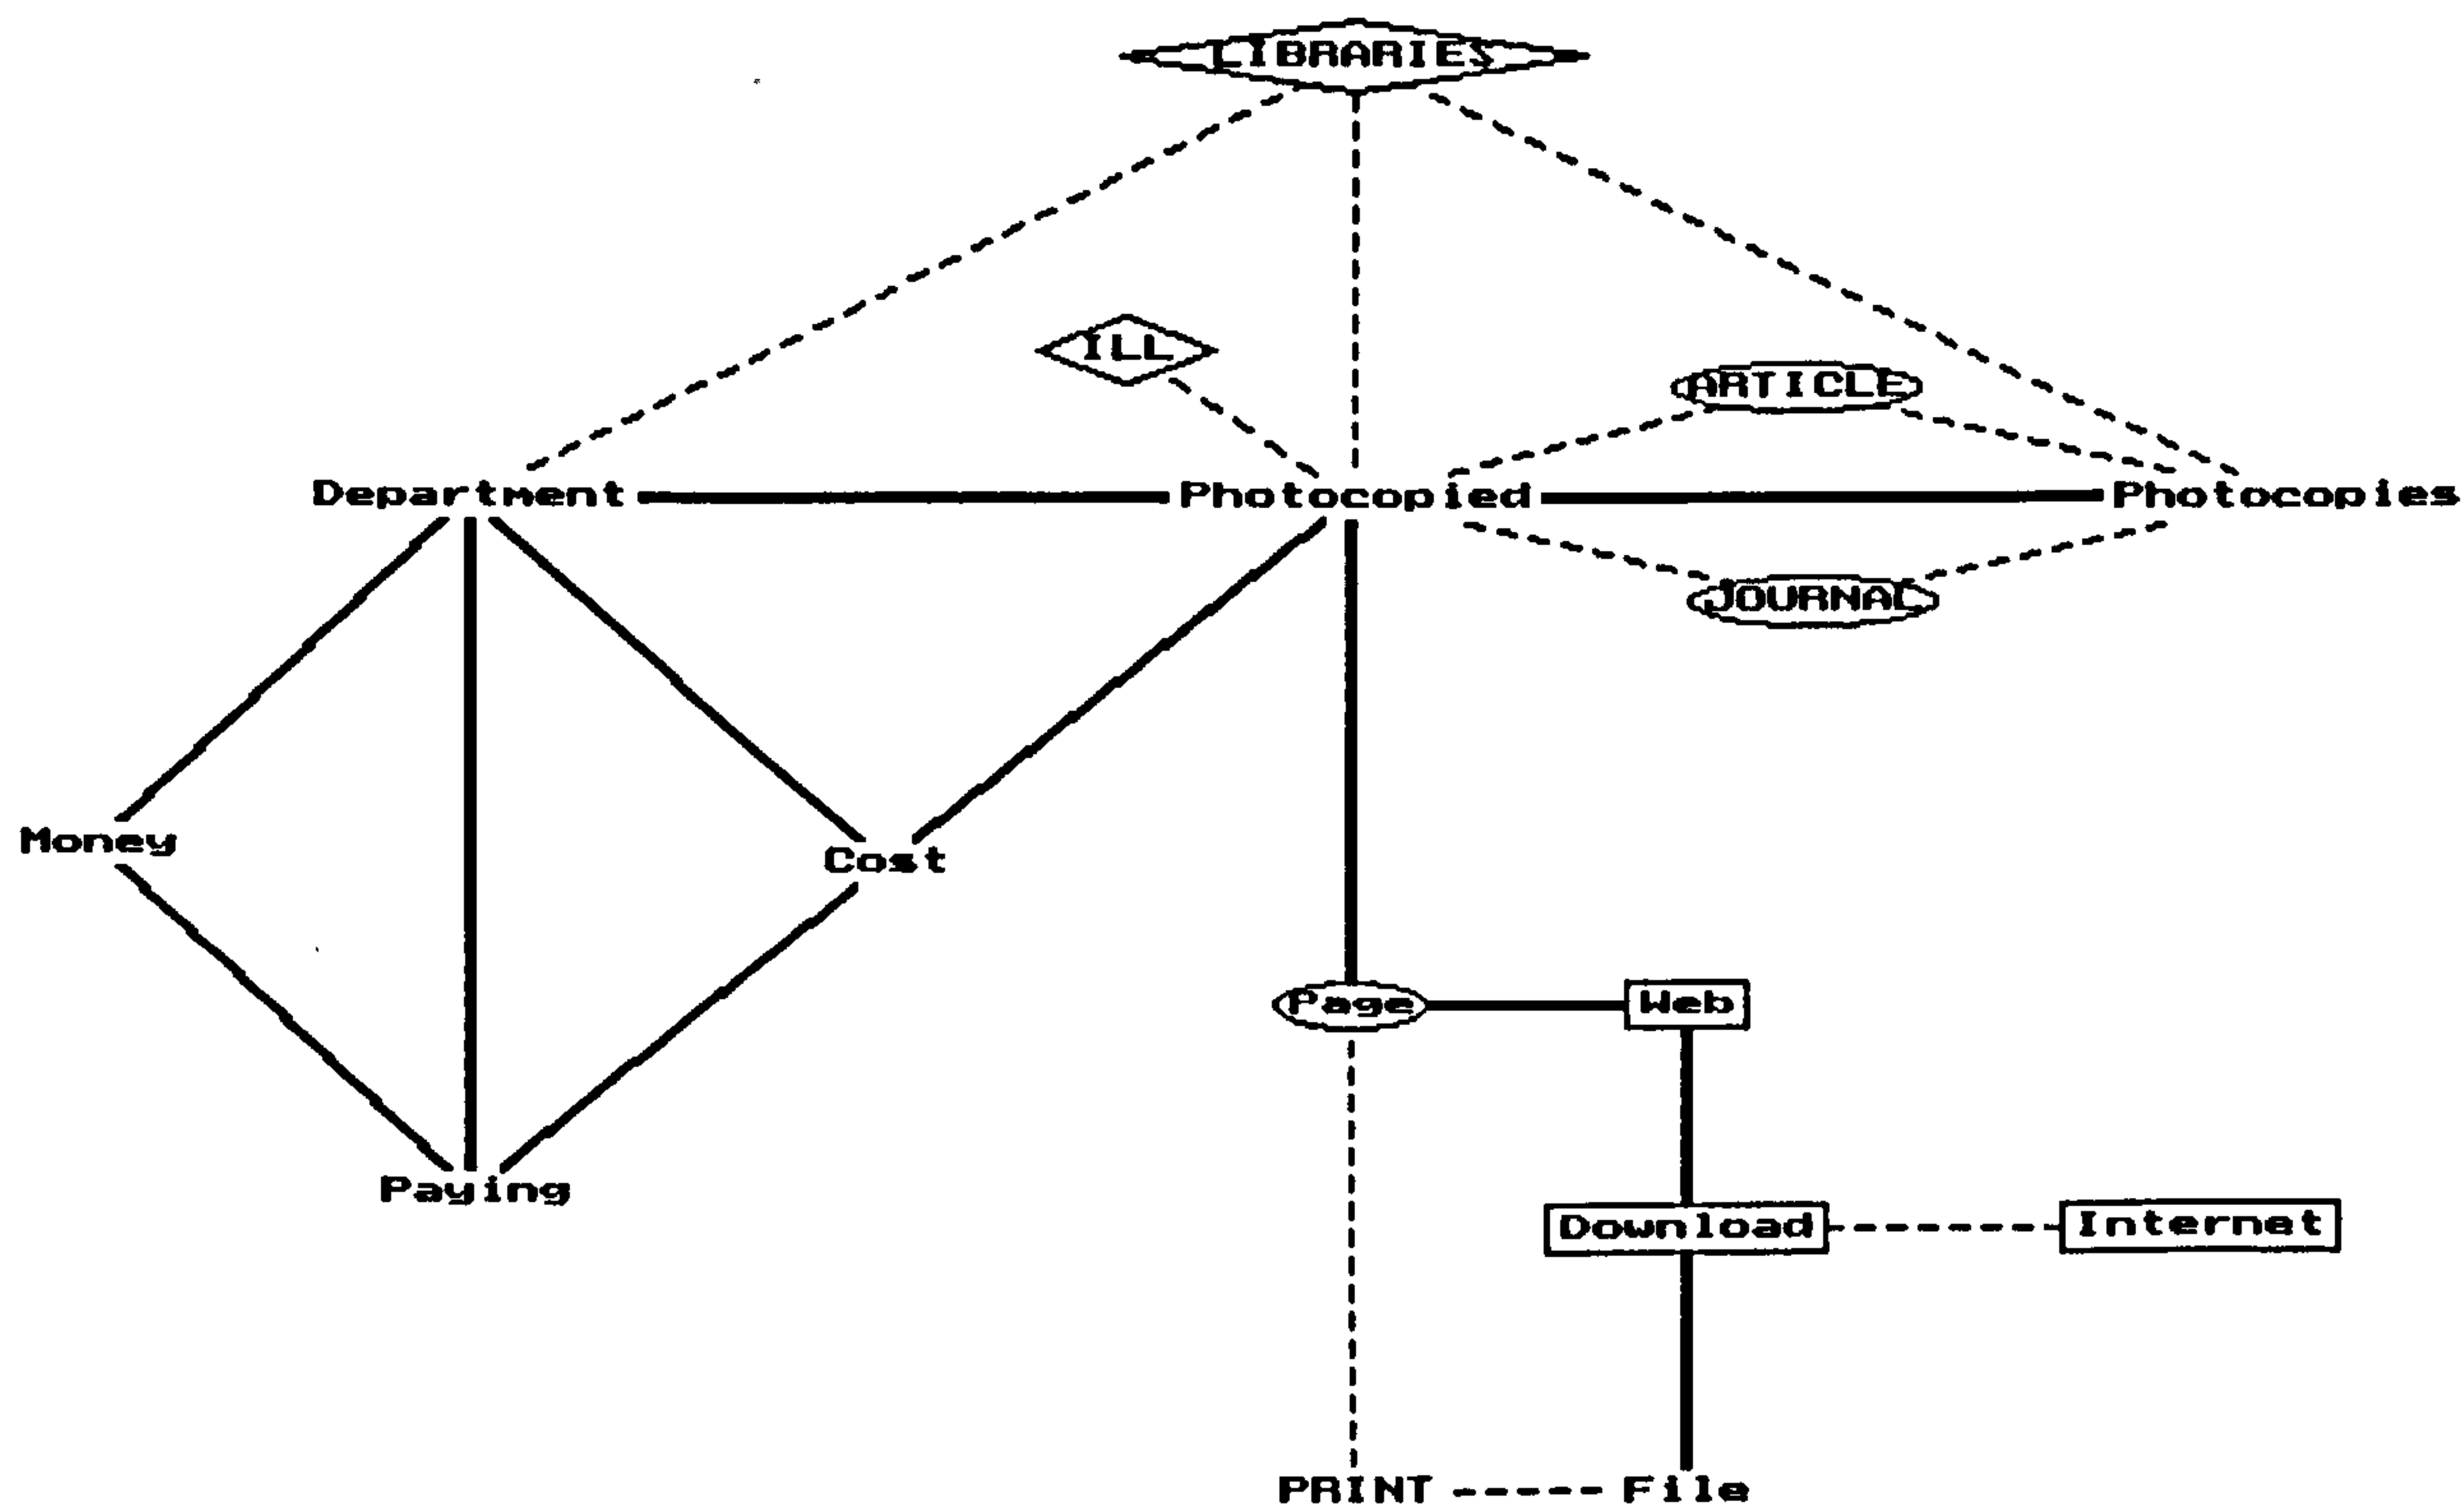 LIBRARIES
ILL
ARTICLE
Department Photocopied Photocopies
JOURNAL
Money
Cost
Page Web
Paying
Download Internet
PRINT File